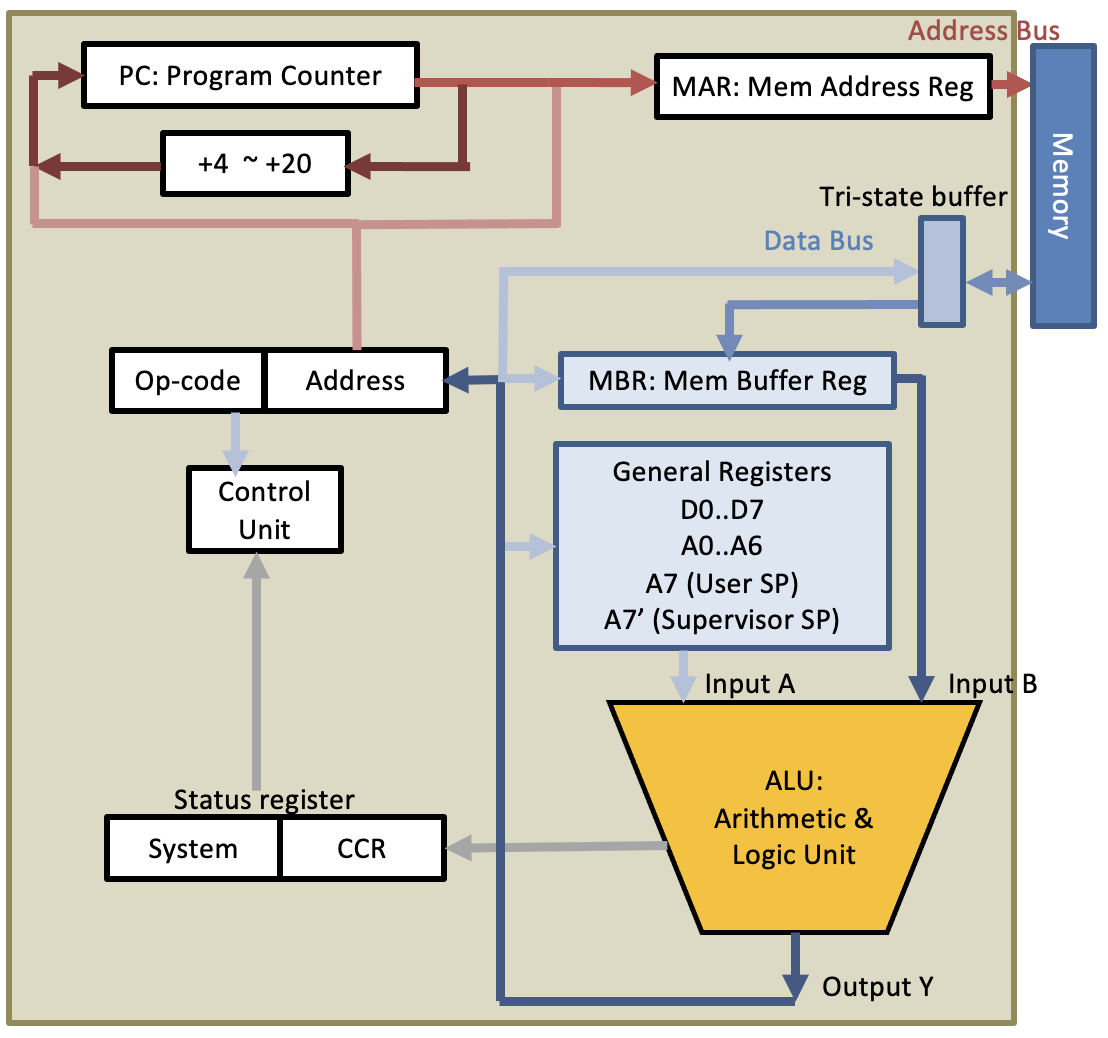 Address Bus
PC: Program Counter
MAR: Mem Address Reg
+4 ~ +20
Memory
Tri-state buffer
Data Bus
Op-code
Address
MBR: Mem Buffer Reg
Control
Unit
General Registers
D0..D7
A0..A6
A7 (User SP)
A7’ (Supervisor SP)
Input A
Input B
ALU:
Arithmetic &
Logic Unit
Status register
System
CCR
Output Y